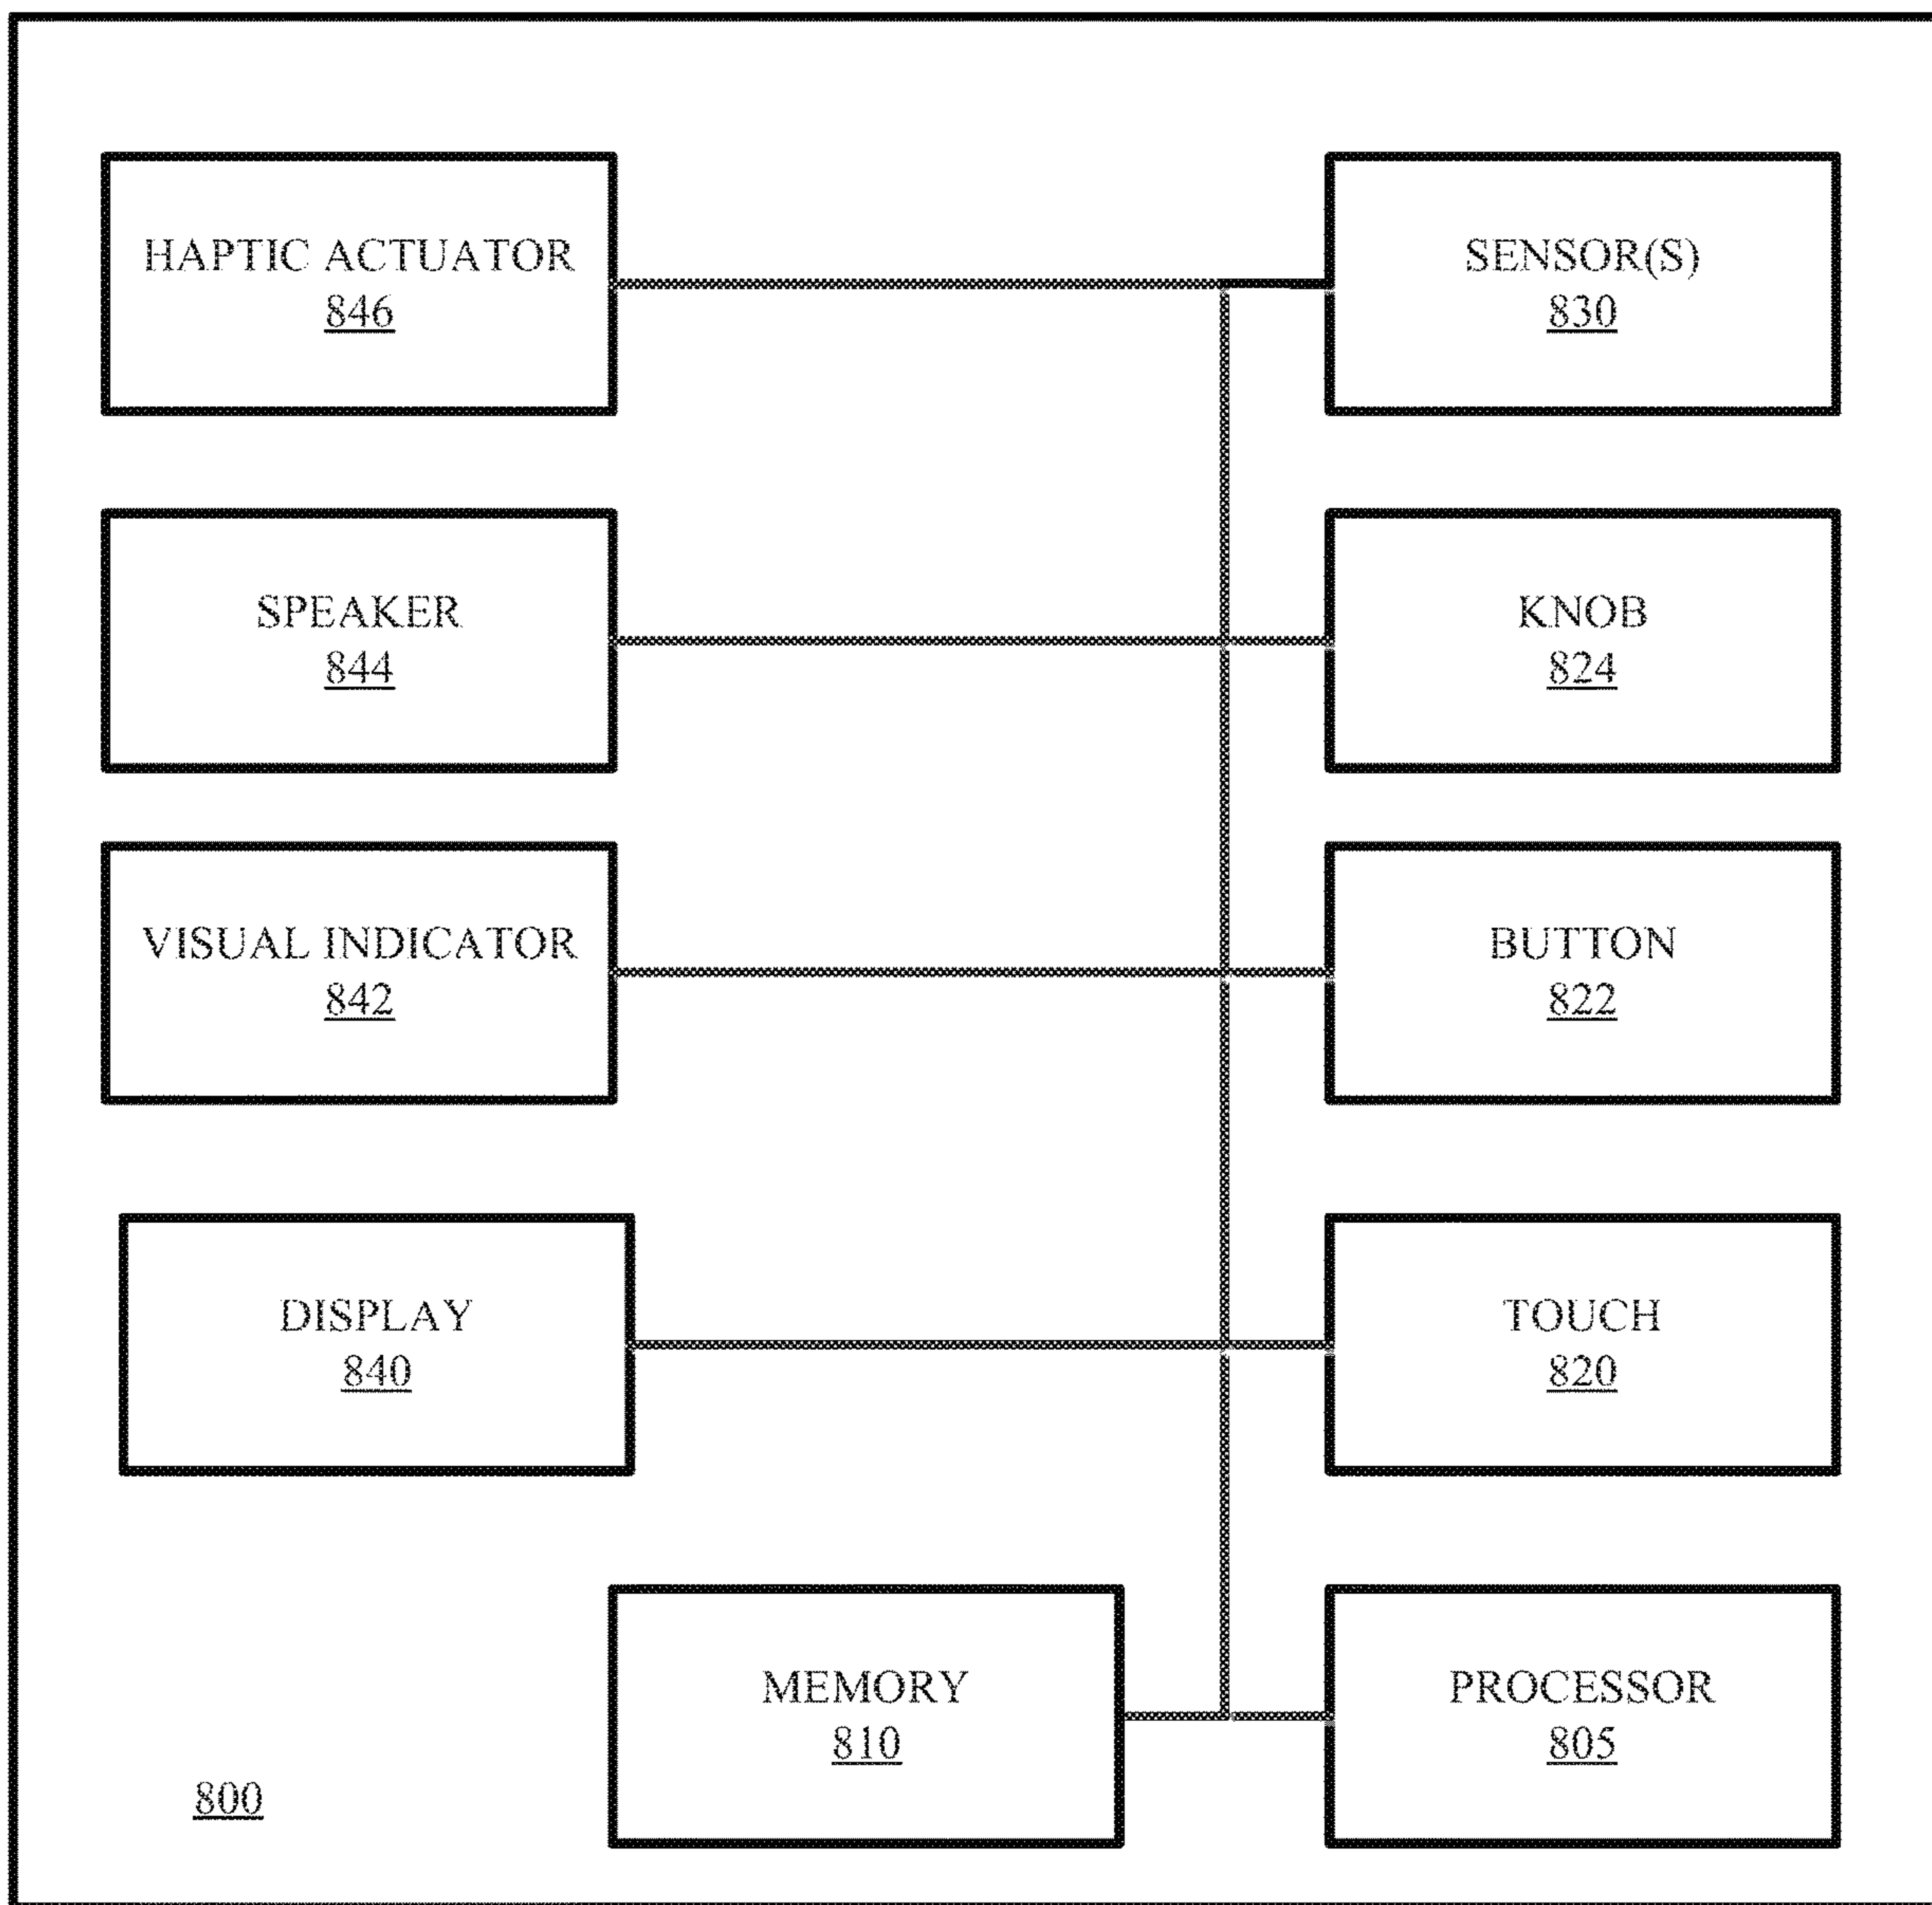 HAPTIC ACTUATOR
846
SENSOR(S)
830
SPEAKER
844
KNOB
824
VISUAL INDICATOR
842
BUTTON
822
DISPLAY
840
TOUCH
820
MEMORY
810
PROCESSOR
805
800